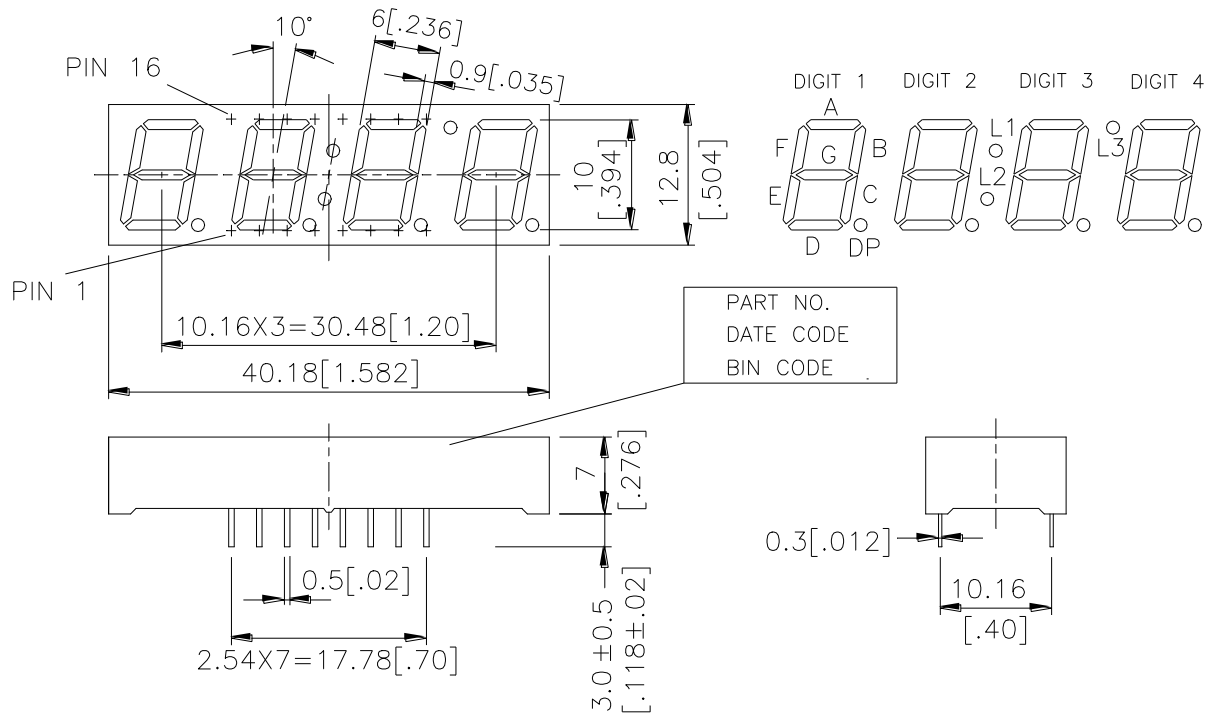 10°
6[.236]
PIN 16
0.9[.035]
10
[.394]
12.8
[.504]
PIN 1
10.16X3=30.48[1.20]
40.18[1.582]
DIGIT 1
DIGIT 2
DIGIT 3
DIGIT 4
A
L1
F
G
B
L3
L2
E
C
D
DP
PART NO.
DATE CODE
BIN CODE
7
[.276]
0.5[.02]
2.54X7=17.78[.70]
3.0±0.5
[.118±.02]
0.3[.012]
10.16
[.40]